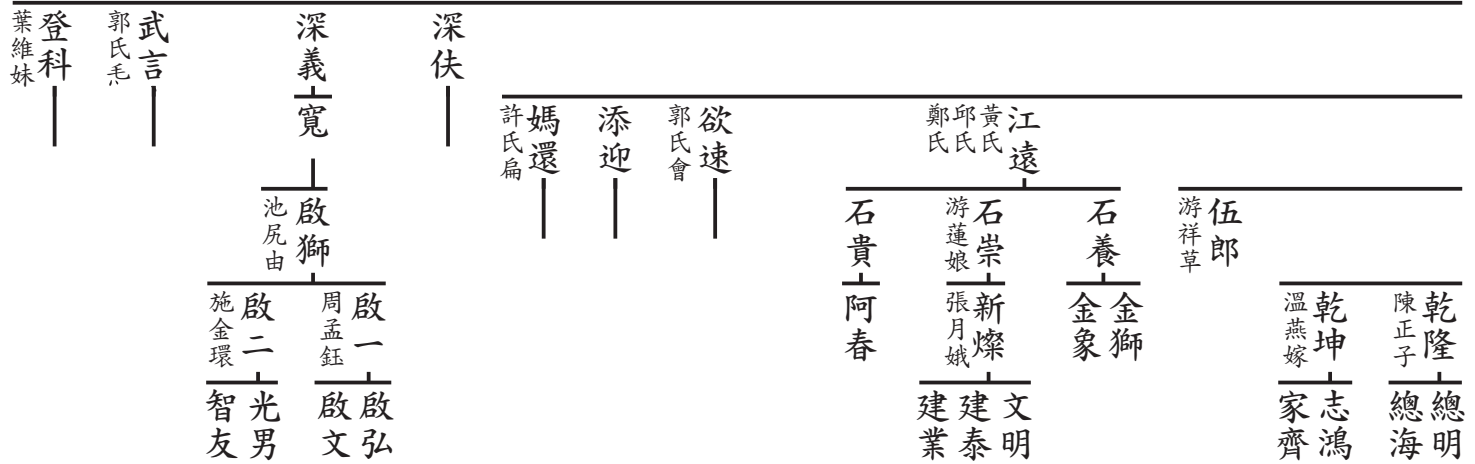 深伕
深義
武言
郭氏毛
登科
葉維妹
江遠
黃氏
邱氏
鄭氏
欲速
郭氏會
添迎
媽還
許氏扁
寬
伍郎
游祥草
石養
石崇
游蓮娘
石貴
啟獅
池尻由
乾隆
陳正子
乾坤
溫燕嫁
金獅
金象
新燦
張月娥
阿春
啟一
周孟鈺
啟二
施金環
總明
總海
志鴻
家齊
文明
建泰
建業
啟弘
啟文
光男
智友